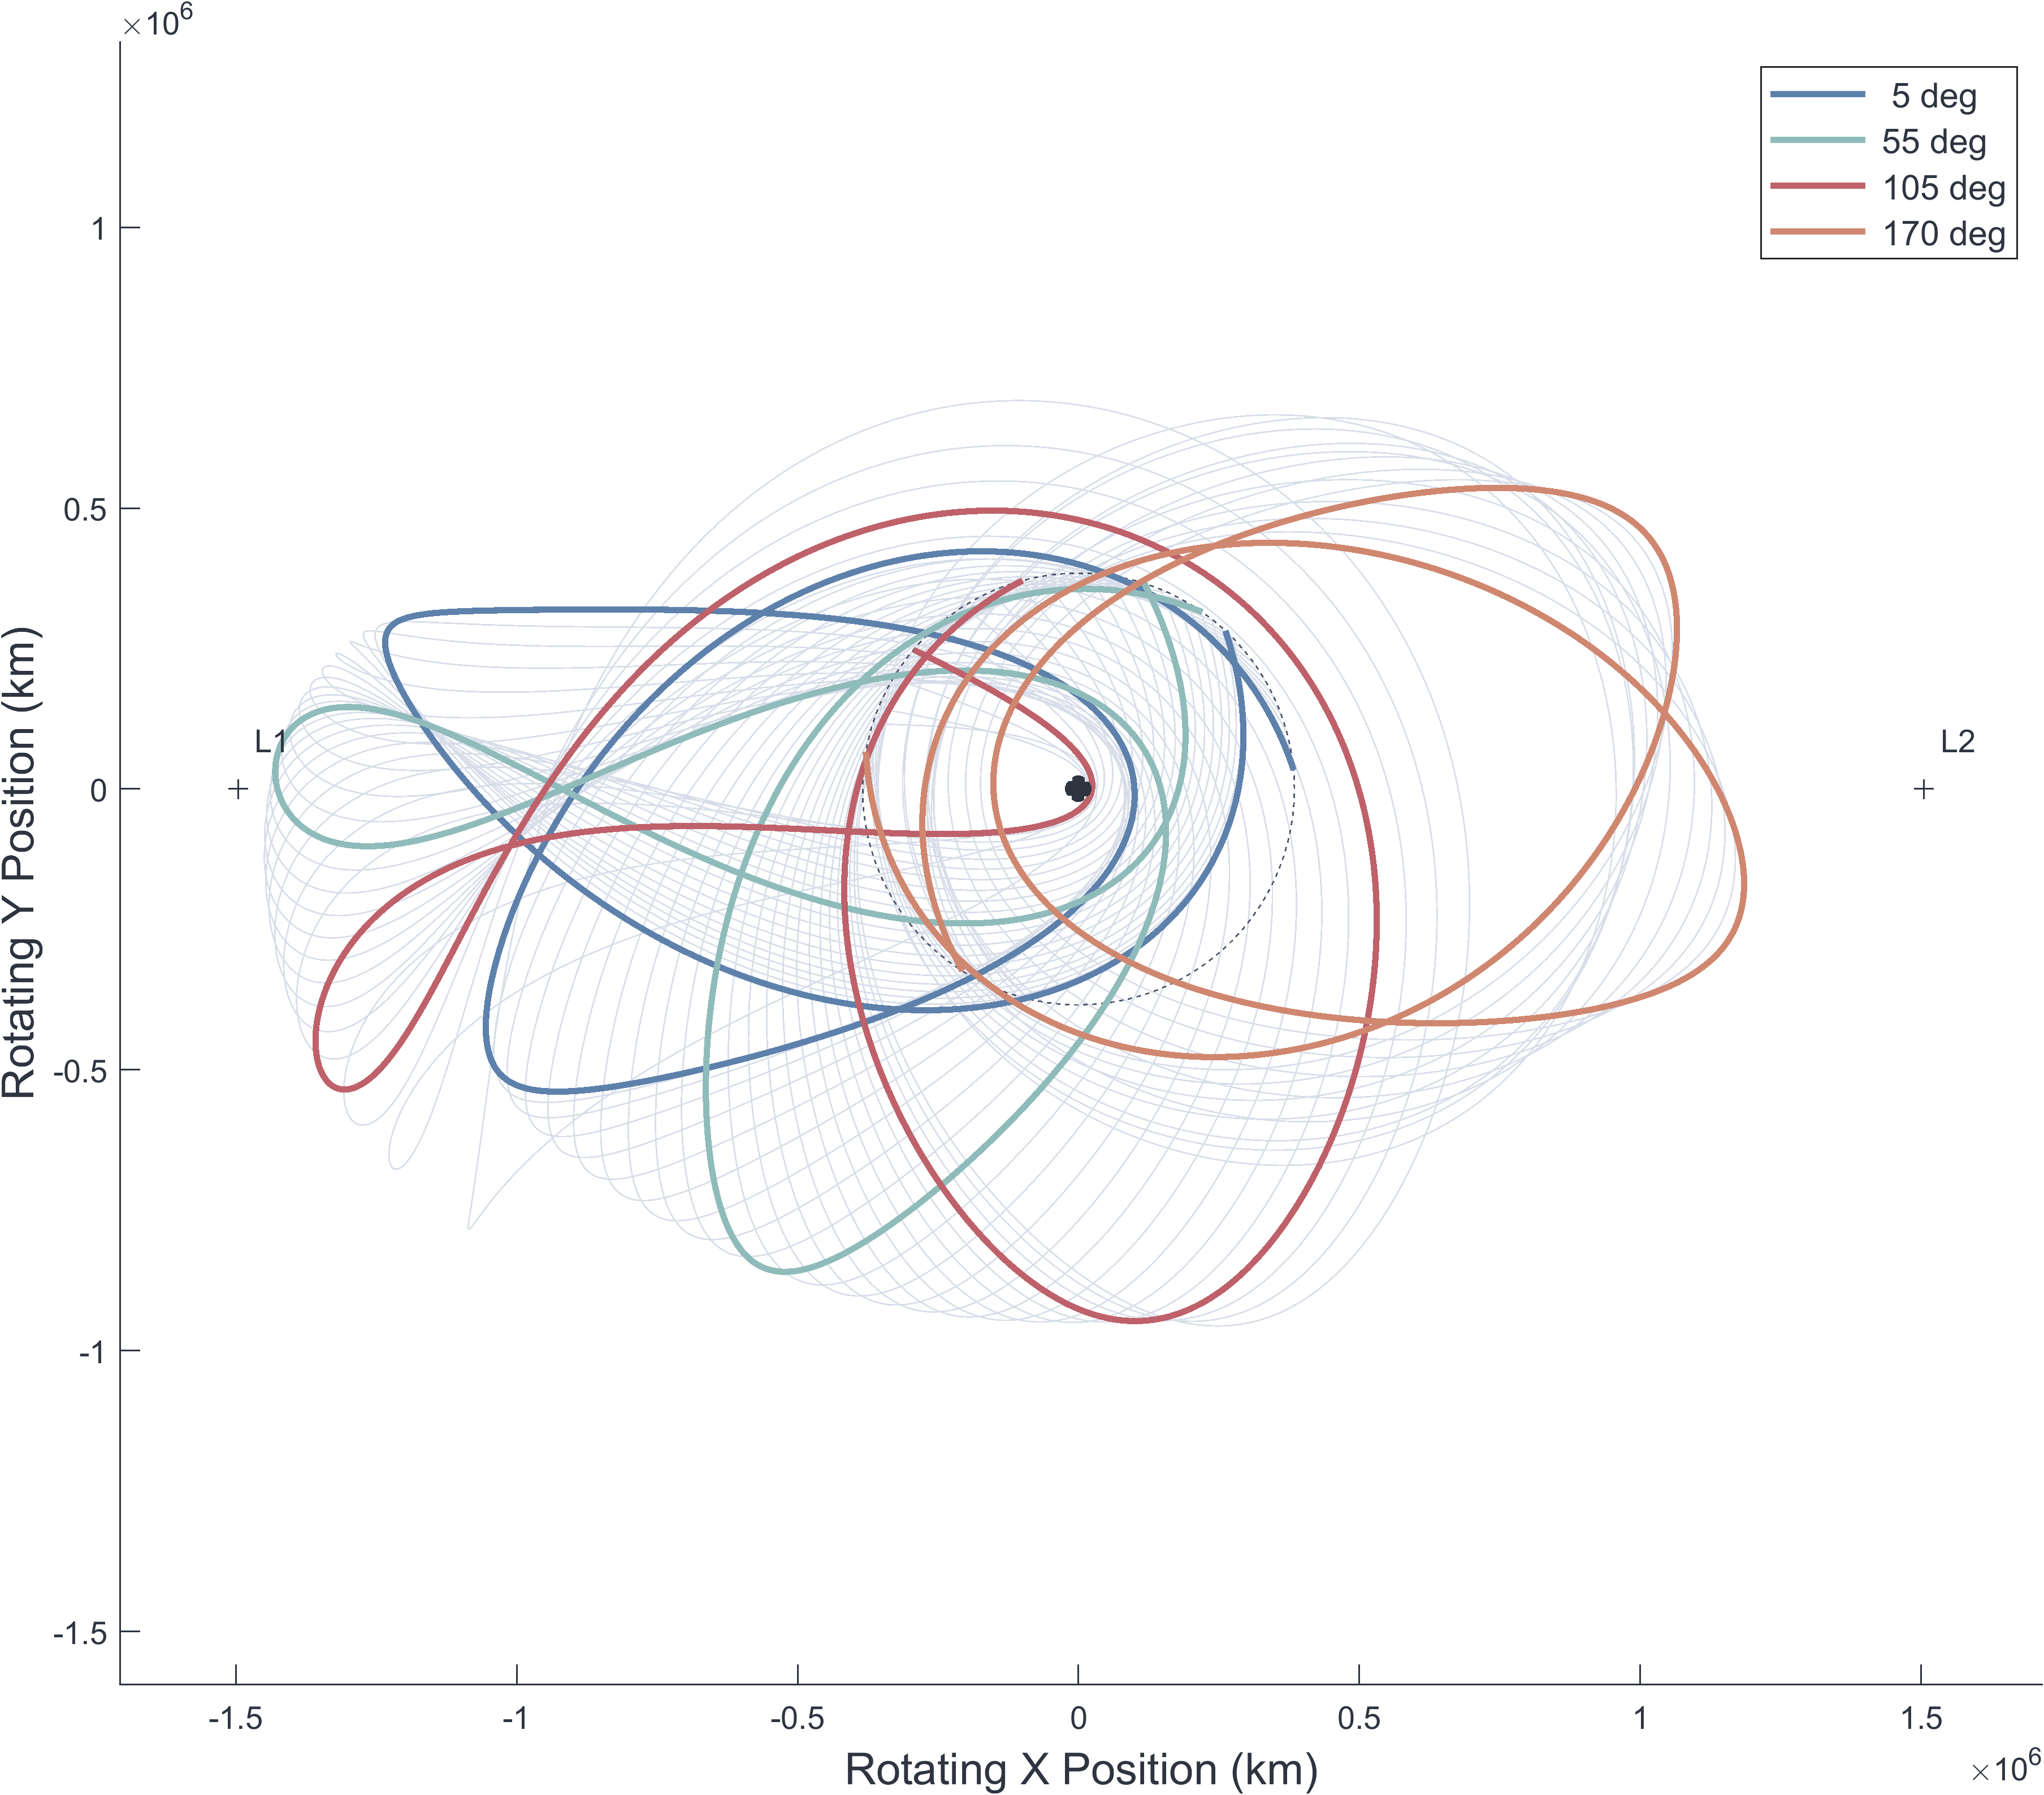 ×10⁶
5 deg
55 deg
105 deg
170 deg
1
0.5
0
-0.5
-1
-1.5
Rotating Y Position (km)
L1
L2
-1.5
-1
-0.5
0
0.5
1
1.5
Rotating X Position (km)
×10⁶